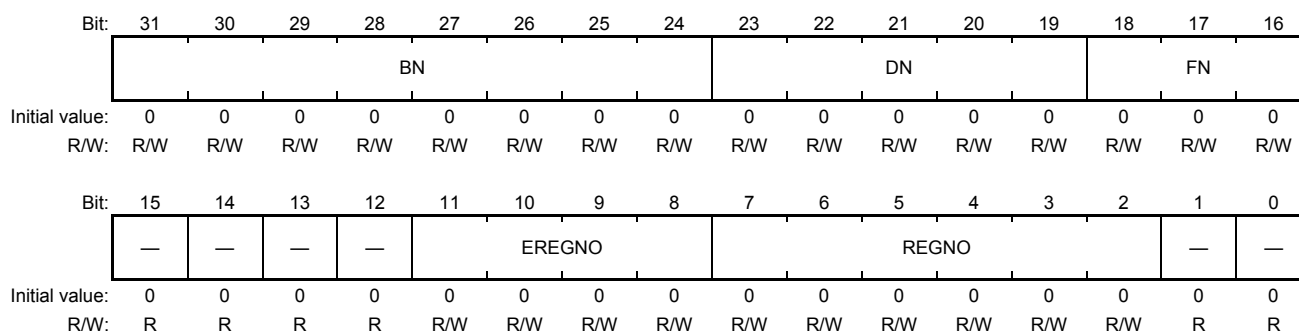 Bit: 31 30 29 28 27 26 25 24 23 22 21 20 19 18 17 16
BN DN FN
Initial value: 0 0 0 0 0 0 0 0 0 0 0 0 0 0 0 0
R/W: R/W R/W R/W R/W R/W R/W R/W R/W R/W R/W R/W R/W R/W R/W R/W R/W
Bit: 15 14 13 12 11 10 9 8 7 6 5 4 3 2 1 0
— — — — EREGNO REGNO — —
Initial value: 0 0 0 0 0 0 0 0 0 0 0 0 0 0 0 0
R/W: R R R R R/W R/W R/W R/W R/W R/W R/W R/W R/W R/W R R